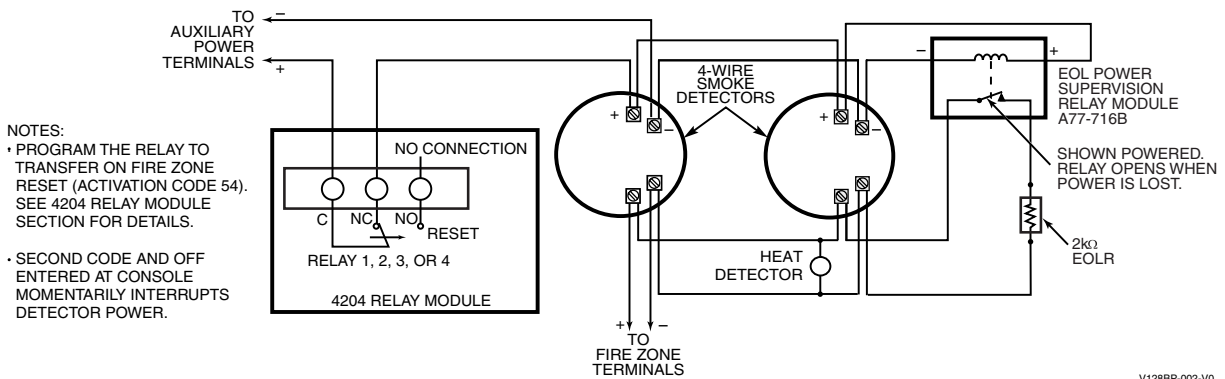 TO
AUXILIARY
POWER
TERMINALS
–
+
NOTES:
• PROGRAM THE RELAY TO
TRANSFER ON FIRE ZONE
RESET (ACTIVATION CODE 54).
SEE 4204 RELAY MODULE
SECTION FOR DETAILS.
• SECOND CODE AND OFF
ENTERED AT CONSOLE
MOMENTARILY INTERRUPTS
DETECTOR POWER.
NO CONNECTION
C
NC
NO
RESET
RELAY 1, 2, 3, OR 4
4204 RELAY MODULE
4-WIRE
SMOKE
DETECTORS
+
–
+
–
HEAT
DETECTOR
+
–
TO
FIRE ZONE
TERMINALS
–
+
EOL POWER
SUPERVISION
RELAY MODULE
A77-716B
SHOWN POWERED.
RELAY OPENS WHEN
POWER IS LOST.
2kΩ
EOLR
V128BP-002-V0